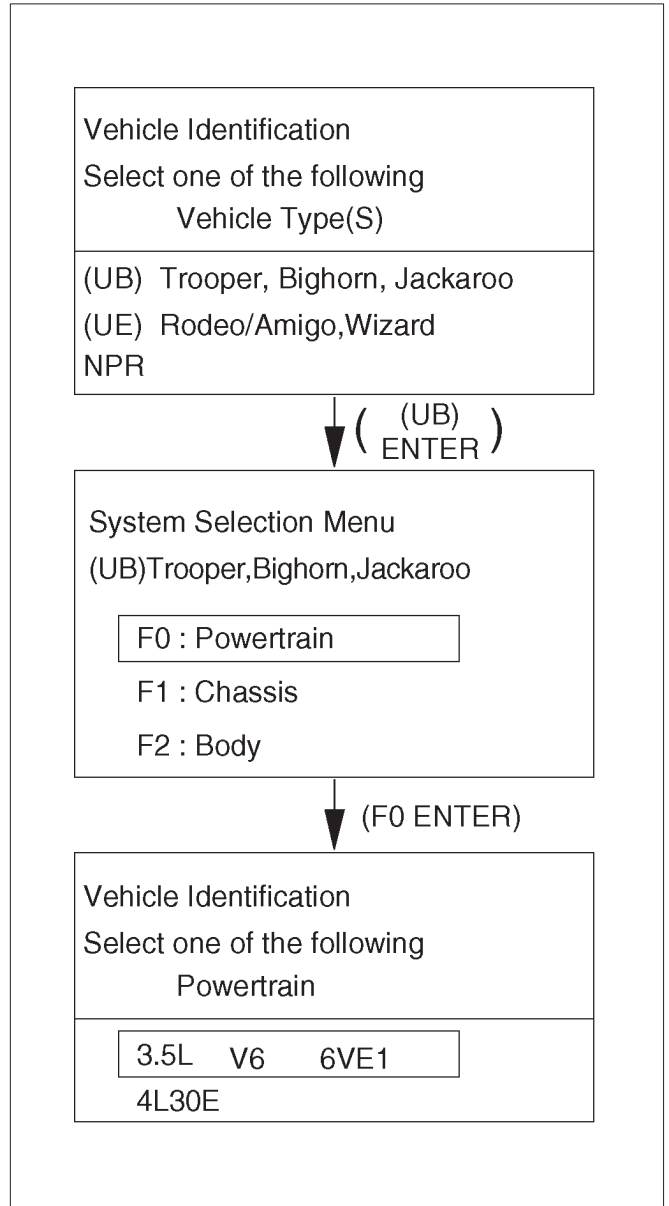 Vehicle Identification
Select one of the following
Vehicle Type(S)
(UB) Trooper, Bighorn, Jackaroo
(UE) Rodeo/Amigo,Wizard
NPR
( (UB)
ENTER )
System Selection Menu
(UB)Trooper,Bighorn,Jackaroo
F0 : Powertrain
F1 : Chassis
F2 : Body
(F0 ENTER)
Vehicle Identification
Select one of the following
Powertrain
3.5L V6 6VE1
4L30E